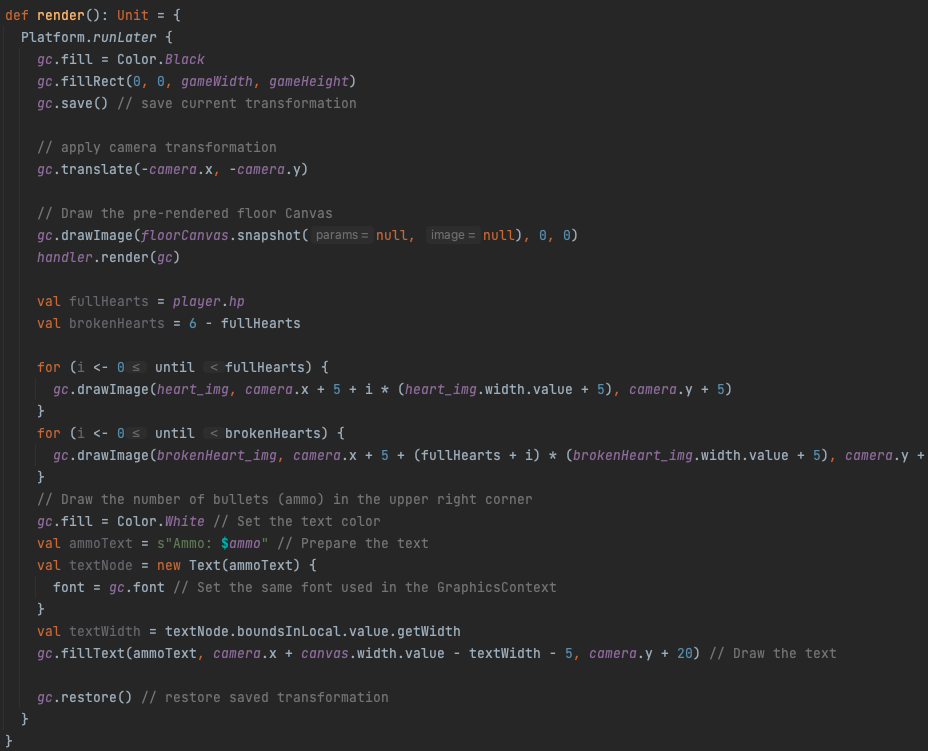 def render(): Unit = {
  Platform.runLater {
    gc.fill = Color.Black
    gc.fillRect(0, 0, gameWidth, gameHeight)
    gc.save() // save current transformation

    // apply camera transformation
    gc.translate(-camera.x, -camera.y)

    // Draw the pre-rendered floor Canvas
    gc.drawImage(floorCanvas.snapshot( params = null, image = null), 0, 0)
    handler.render(gc)

    val fullHearts = player.hp
    val brokenHearts = 6 - fullHearts

    for (i <- 0 ≤ until < fullHearts) {
      gc.drawImage(heart_img, camera.x + 5 + i * (heart_img.width.value + 5), camera.y + 5)
    }
    for (i <- 0 ≤ until < brokenHearts) {
      gc.drawImage(brokenHeart_img, camera.x + 5 + (fullHearts + i) * (brokenHeart_img.width.value + 5), camera.y +
    }
    // Draw the number of bullets (ammo) in the upper right corner
    gc.fill = Color.White // Set the text color
    val ammoText = s"Ammo: $ammo" // Prepare the text
    val textNode = new Text(ammoText) {
      font = gc.font // Set the same font used in the GraphicsContext
    }
    val textWidth = textNode.boundsInLocal.value.getWidth
    gc.fillText(ammoText, camera.x + canvas.width.value - textWidth - 5, camera.y + 20) // Draw the text

    gc.restore() // restore saved transformation
  }
}